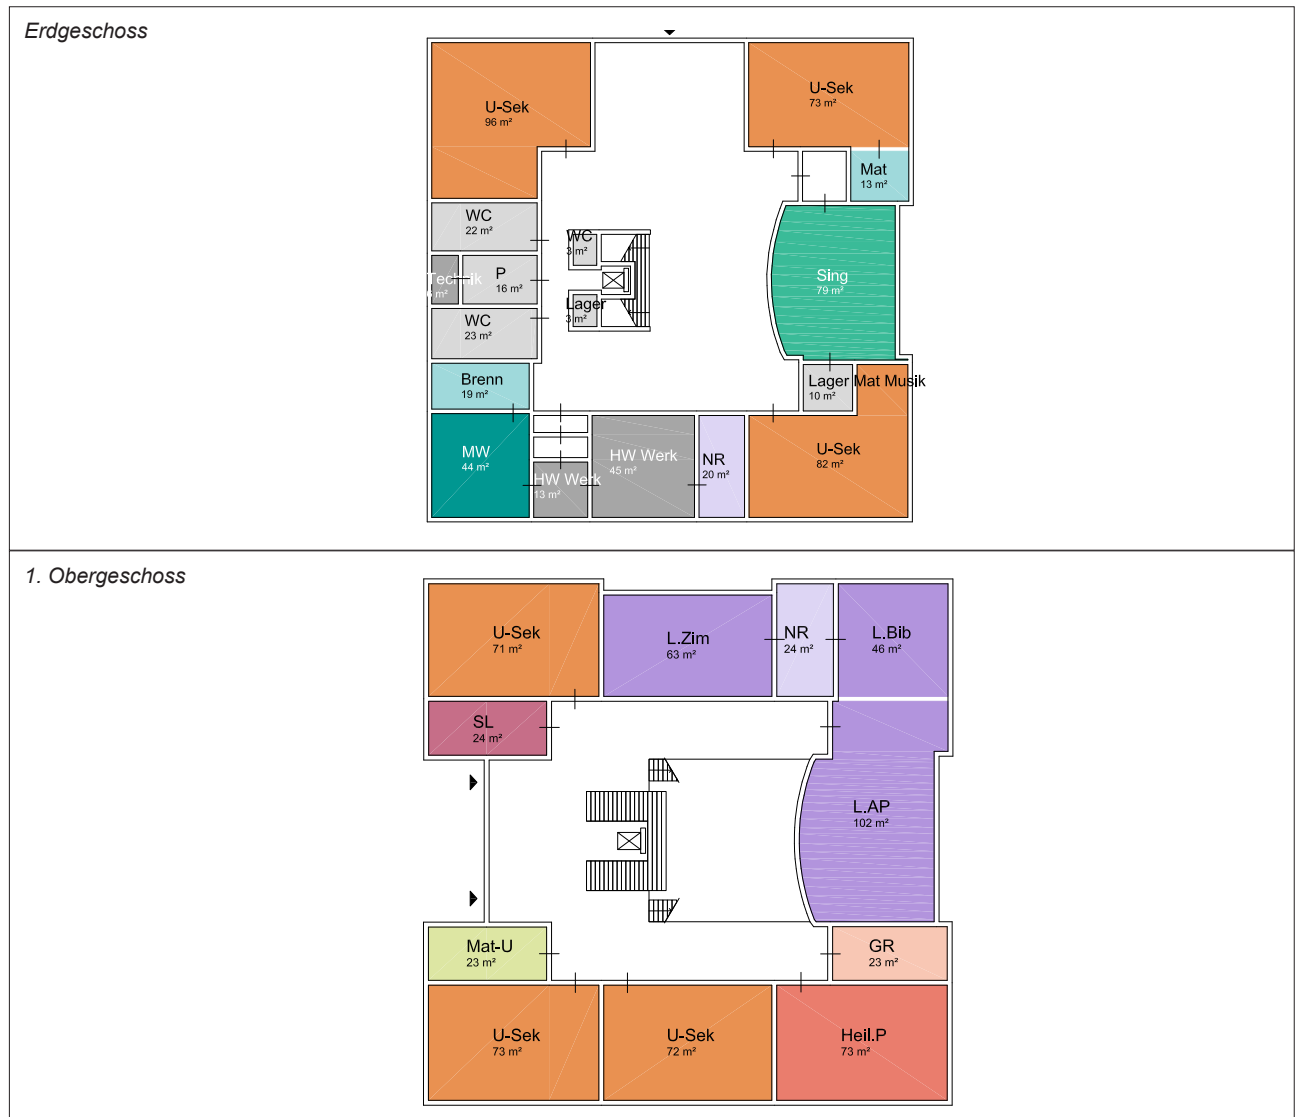 Erdgeschoss
U-Sek
96 m²
U-Sek
73 m²
Mat
13 m²
WC
22 m²
WC
3 m²
Technik
P
16 m²
Sing
79 m²
Lager
3 m²
WC
23 m²
Brenn
19 m²
Lager
10 m²
Mat Musik
MW
44 m²
HW Werk
13 m²
HW Werk
45 m²
NR
20 m²
U-Sek
82 m²
1. Obergeschoss
U-Sek
71 m²
L.Zim
63 m²
NR
24 m²
L.Bib
46 m²
SL
24 m²
L.AP
102 m²
Mat-U
23 m²
GR
23 m²
U-Sek
73 m²
U-Sek
72 m²
Heil.P
73 m²